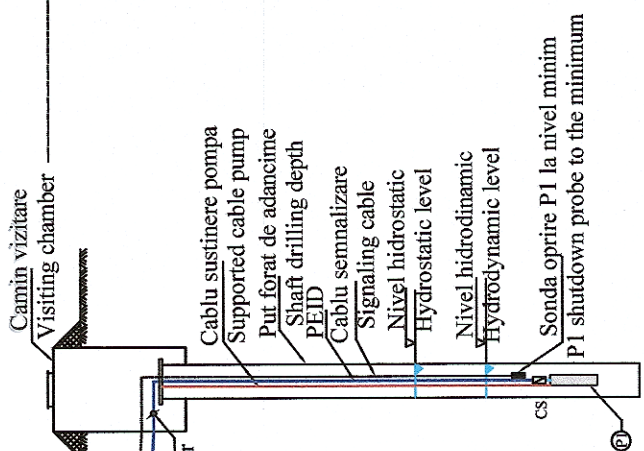 Camin vizitare
Visiting chamber
Cablu sustinere pompa
Supported cable pump
Put forat de adancime
Shaft drilling depth
PEID
Cablu semnalizare
Signaling cable
Nivel hidrostatic
Hydrostatic level
Nivel hidrodinamic
Hydrodynamic level
Sonda oprire P1 la nivel minim
P1 shutdown probe to the minimum
r
CS
P1